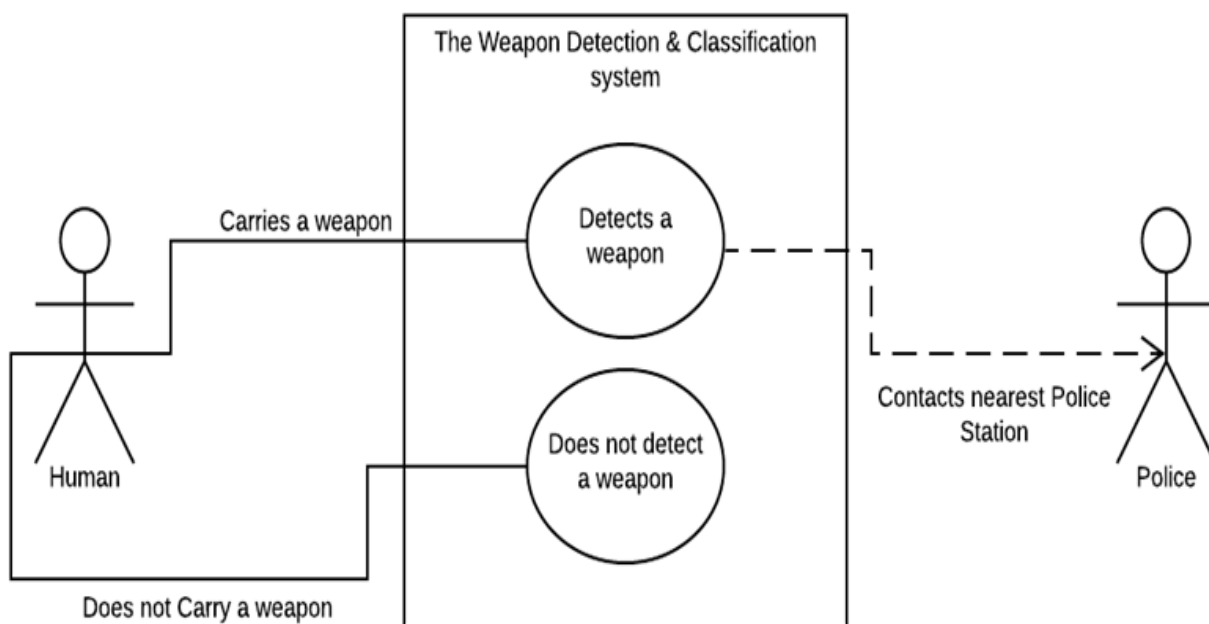 The Weapon Detection & Classification
system
Carries a weapon
Detects a
weapon
Contacts nearest Police
Station
Does not detect
a weapon
Human
Police
Does not Carry a weapon